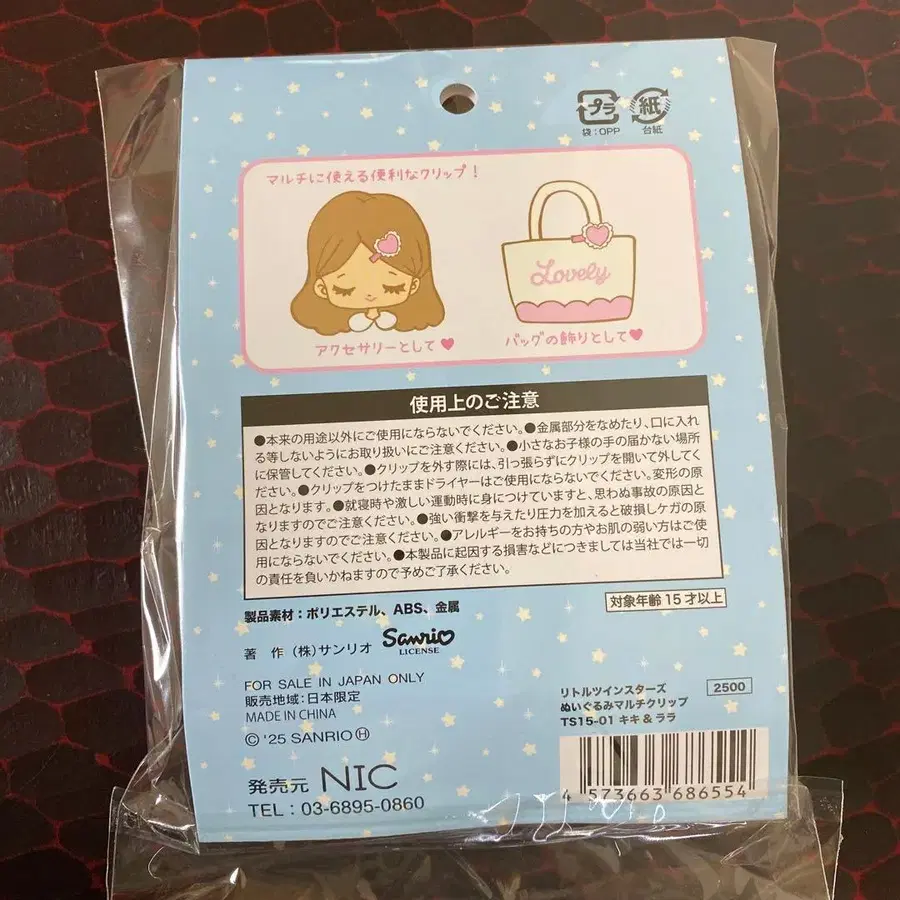 プラ 紙
袋：OPP 台紙
マルチに使える便利なクリップ！
Lovely
アクセサリーとして♥ バッグの飾りとして♥
使用上のご注意
●本来の用途以外にご使用にならないでください。●金属部分をなめたり、口に入れ
る等しないようにお取り扱いにご注意ください。●小さなお子様の手の届かない場所
に保管してください。●クリップを外す際には、引っ張らずにクリップを開いて外してく
ださい。●クリップをつけたままドライヤーはご使用にならないでください。変形の原
因となります。●就寝時や激しい運動時に身につけていますと、思わぬ事故の原因と
なりますのでご注意ください。●強い衝撃を与えたり圧力を加えると破損しケガの原
因となりますのでご注意ください。●アレルギーをお持ちの方やお肌の弱い方はご使
用にならないでください。●本製品に起因する損害などにつきましては当社では一切
の責任を負いかねますので予めご了承ください。
製品素材：ポリエステル、ABS、金属
対象年齢15才以上
著 作 (株)サンリオ Sanrio
LICENSE
FOR SALE IN JAPAN ONLY
販売地域：日本限定
MADE IN CHINA
© '25 SANRIO Ⓗ
発売元 NIC
TEL：03-6895-0860
リトルツインスターズ 2500
ぬいぐるみマルチクリップ
TS15-01 キキ＆ララ
4 573663 686554